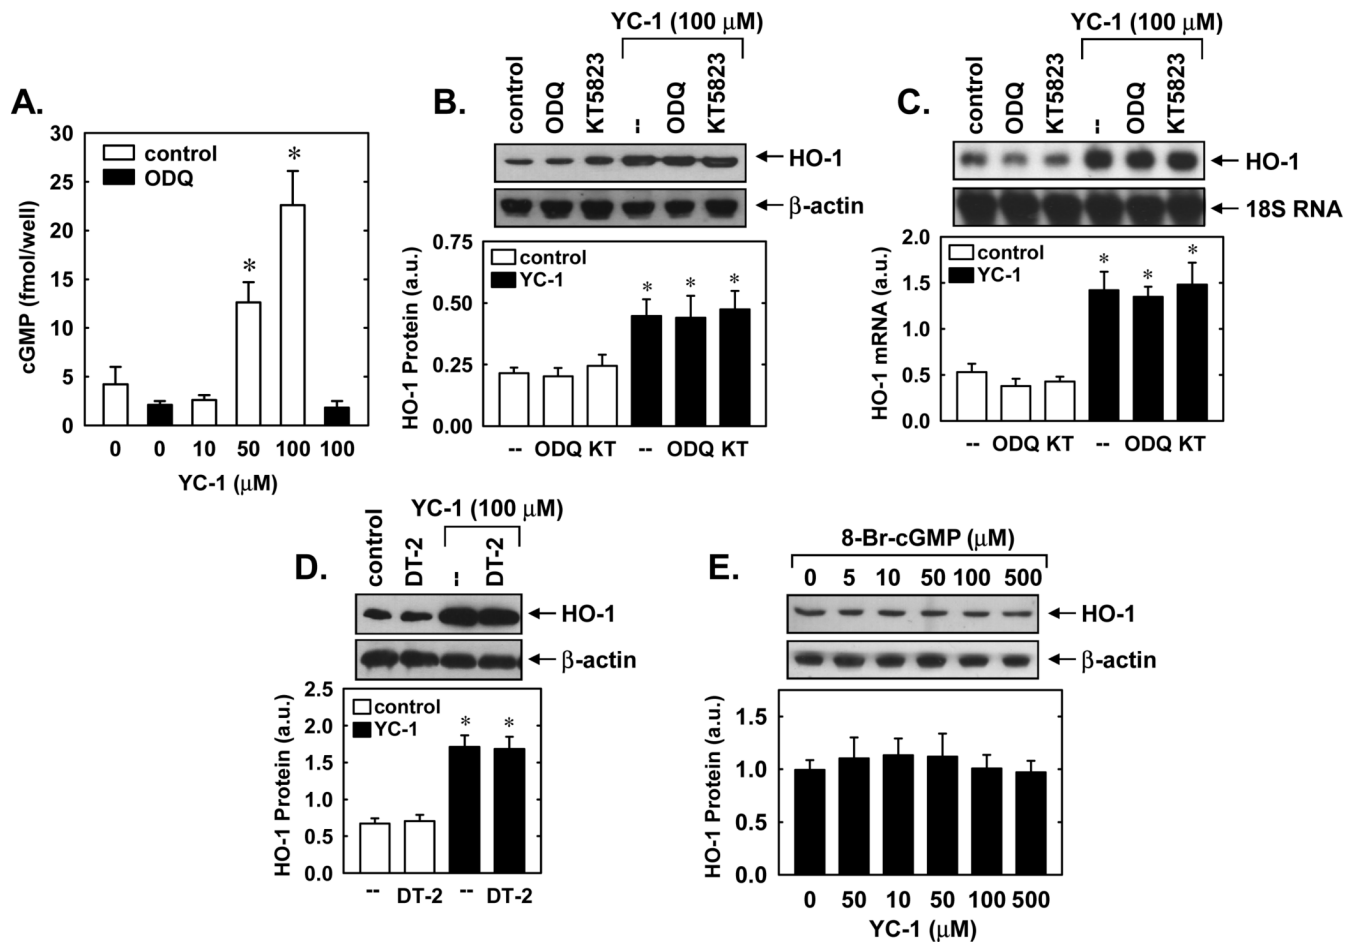 A.
30
25
20
15
10
5
0
cGMP (fmol/well)
control
ODQ
*
*
0 0 10 50 100 100
YC-1 (μM)
B.
YC-1 (100 μM)
control
ODQ
KT5823
--
ODQ
KT5823
HO-1
β-actin
0.75
0.50
0.25
0.00
HO-1 Protein (a.u.)
control
YC-1
* * *
-- ODQ KT -- ODQ KT
C.
YC-1 (100 μM)
control
ODQ
KT5823
--
ODQ
KT5823
HO-1
18S RNA
2.0
1.5
1.0
0.5
0.0
HO-1 mRNA (a.u.)
control
YC-1
* * *
-- ODQ KT -- ODQ KT
D.
YC-1 (100 μM)
control
DT-2
--
DT-2
HO-1
β-actin
2.5
2.0
1.5
1.0
0.5
0.0
HO-1 Protein (a.u.)
control
YC-1
* *
-- DT-2 -- DT-2
E.
8-Br-cGMP (μM)
0 5 10 50 100 500
HO-1
β-actin
1.5
1.0
0.5
0.0
HO-1 Protein (a.u.)
0 50 10 50 100 500
YC-1 (μM)